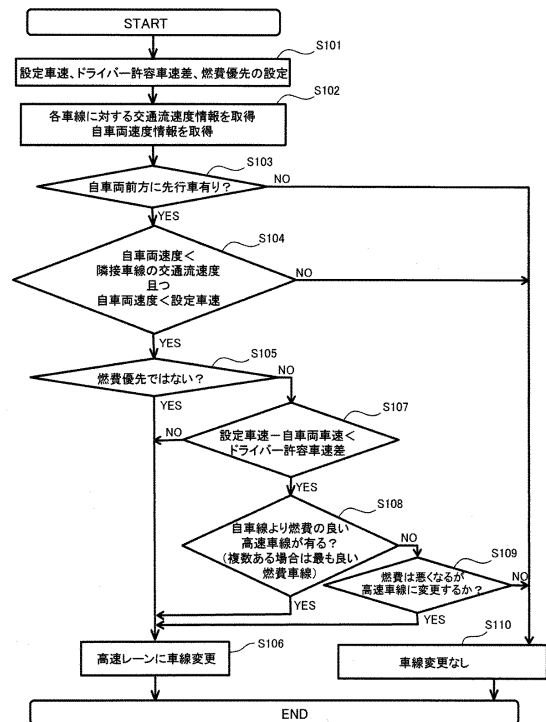 START
S101
設定車速、ドライバー許容車速差、燃費優先の設定
S102
各車線に対する交通流速度情報を取得
自車両速度情報を取得
S103
自車両前方に先行車有り?
NO
YES
S104
自車両速度<
隣接車線の交通流速度
且つ
自車両速度<設定車速
NO
YES
S105
燃費優先ではない?
NO
YES
S107
設定車速-自車両車速<
ドライバー許容車速差
NO
YES
S108
自車線より燃費の良い
高速車線が有る?
(複数ある場合は最も良い
燃費車線)
NO
YES
S109
燃費は悪くなるが
高速車線に変更するか?
NO
YES
S106
高速レーンに車線変更
S110
車線変更なし
END